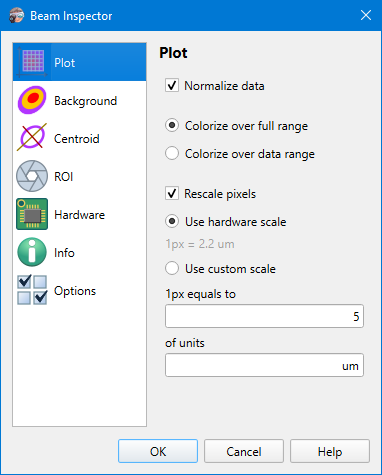 Beam Inspector
Plot
Background
Centroid
ROI
Hardware
Info
Options
Plot
Normalize data
Colorize over full range
Colorize over data range
Rescale pixels
Use hardware scale
1px = 2.2 um
Use custom scale
1px equals to
5
of units
um
OK
Cancel
Help